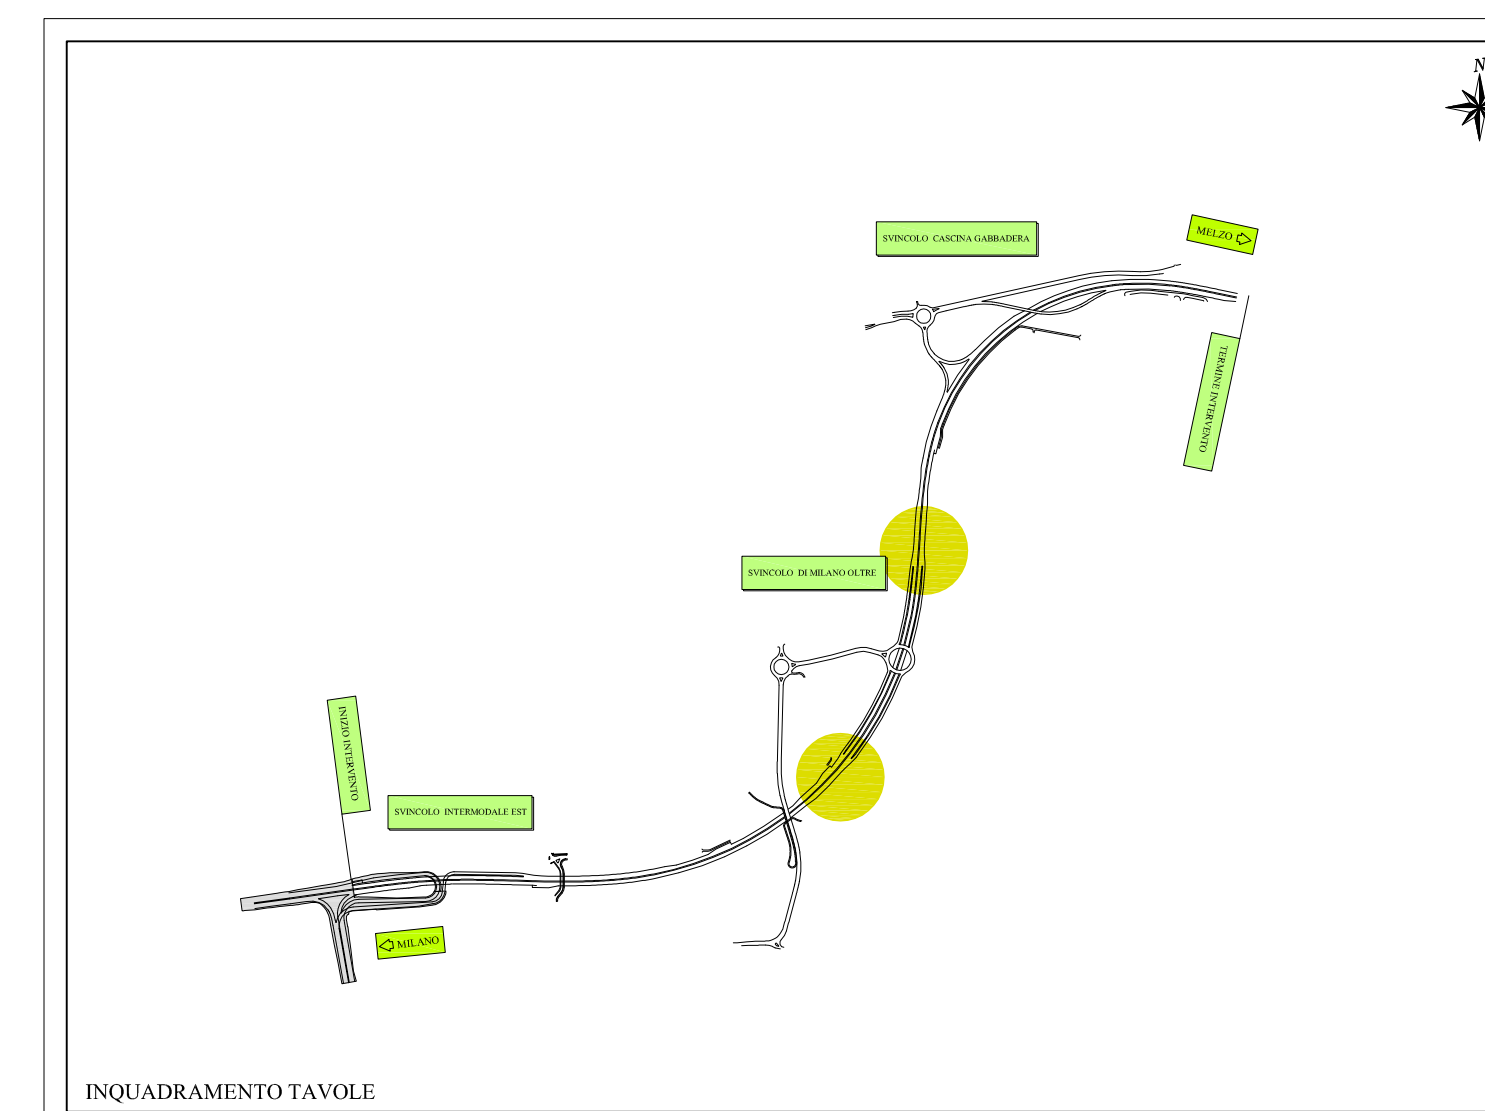 N
SVINCOLO CASCINA GABBADERA
MELZO
TERMINE INTERVENTO
SVINCOLO DI MILANO OLTRE
INIZIO INTERVENTO
SVINCOLO INTERMODALE EST
MILANO
INQUADRAMENTO TAVOLE